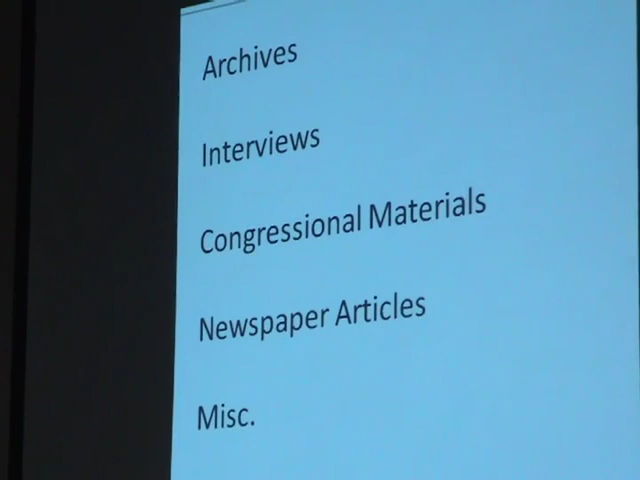 Archives
Interviews
Congressional Materials
Newspaper Articles
Misc.